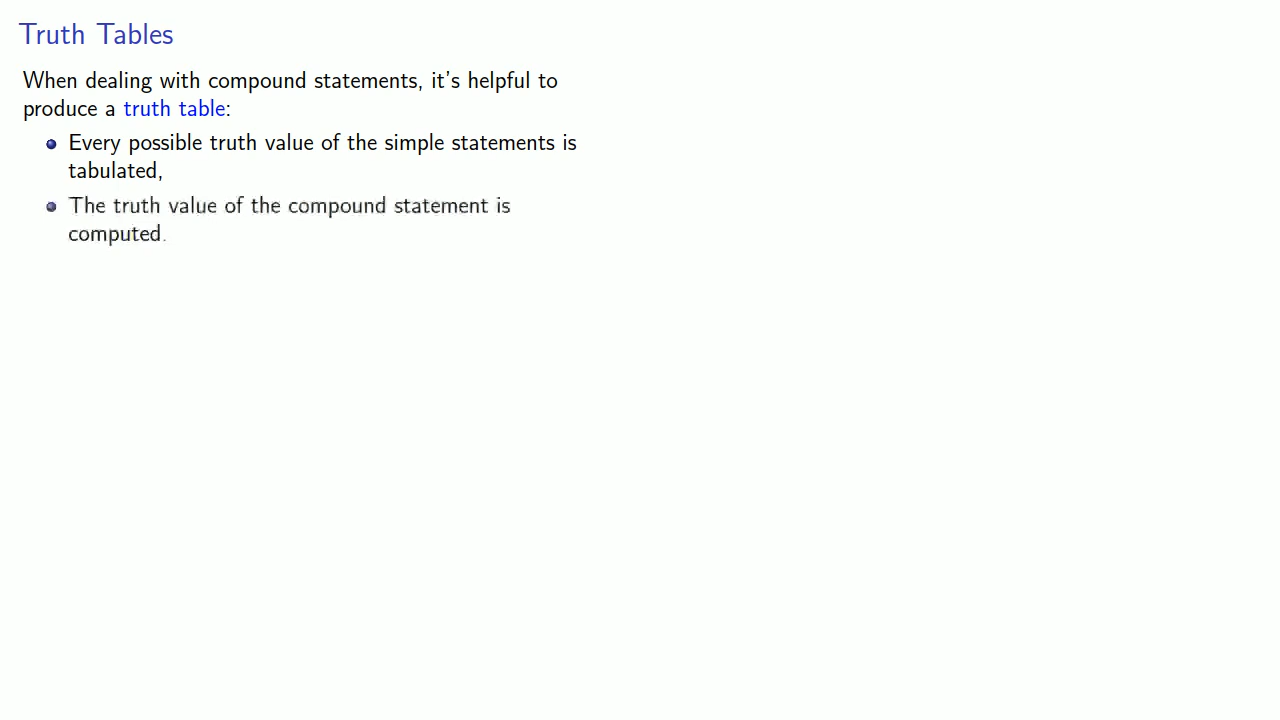 Truth Tables
When dealing with compound statements, it's helpful to
produce a truth table:
Every possible truth value of the simple statements is
tabulated,
The truth value of the compound statement is
computed.